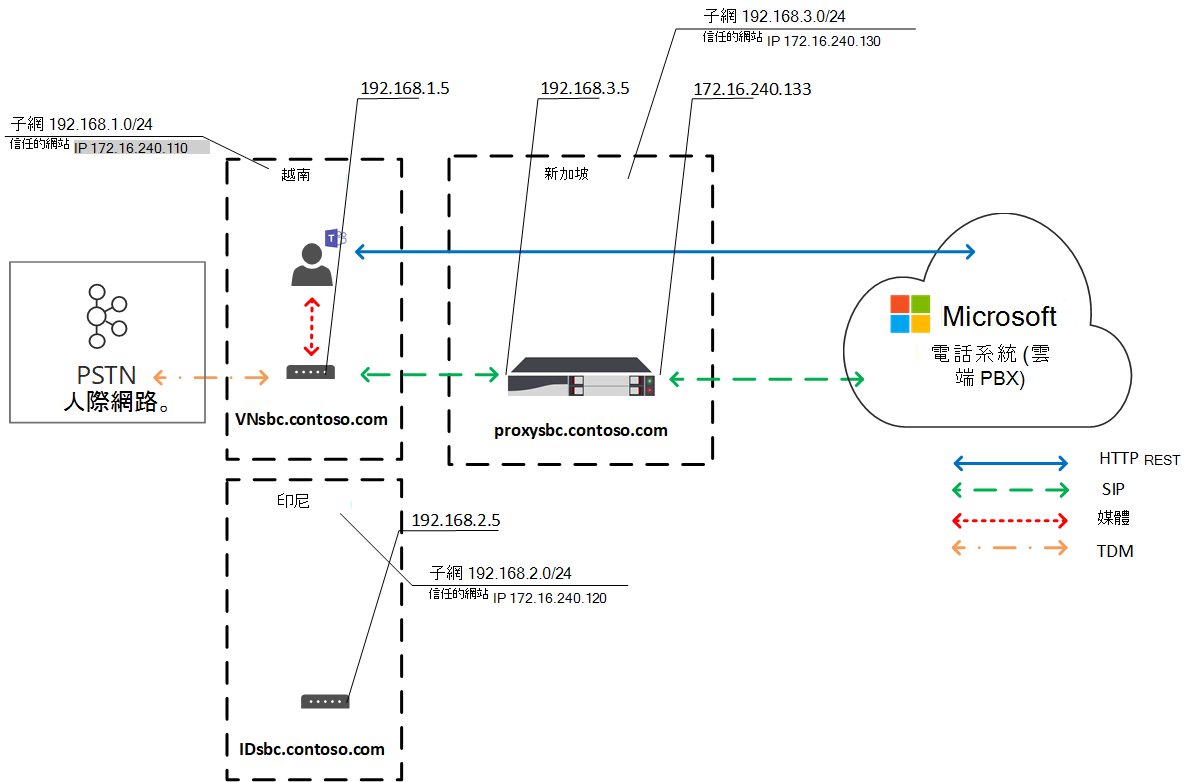 子網 192.168.3.0/24
信任的網站 IP 172.16.240.130
192.168.1.5
192.168.3.5
172.16.240.133
子網 192.168.1.0/24
信任的網站 IP 172.16.240.110
越南
新加坡
Microsoft
電話系統 (雲
端 PBX)
PSTN
人際網路。
VNsbc.contoso.com
proxysbc.contoso.com
HTTP REST
SIP
媒體
TDM
印尼
192.168.2.5
子網 192.168.2.0/24
信任的網站 IP 172.16.240.120
IDsbc.contoso.com